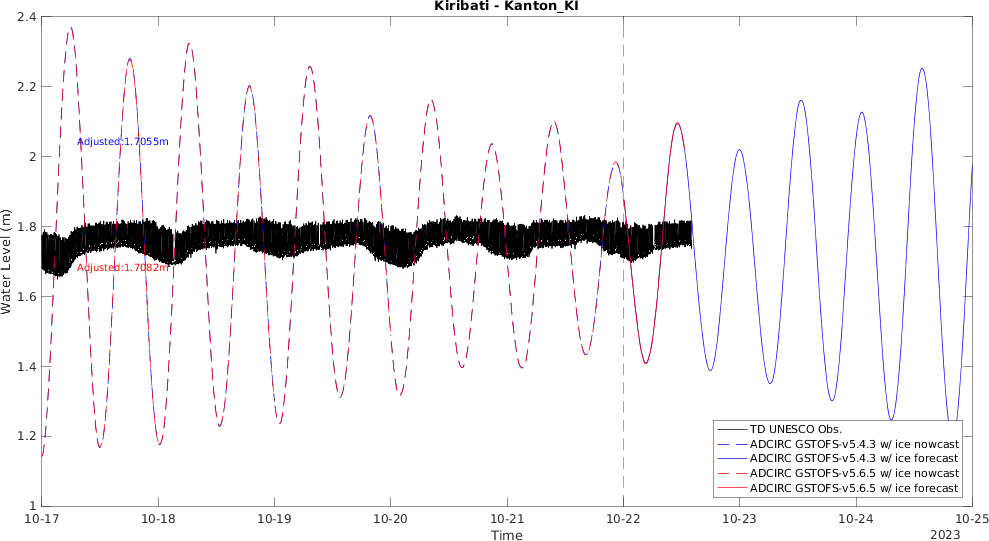 Kiribati - Kanton_KI
2.4
2.2
2
1.8
1.6
1.4
1.2
1
Water Level (m)
Adjusted:1.7055m
Adjusted:1.7082m
TD UNESCO Obs.
ADCIRC GSTOFS-v5.4.3 w/ ice nowcast
ADCIRC GSTOFS-v5.4.3 w/ ice forecast
ADCIRC GSTOFS-v5.6.5 w/ ice nowcast
ADCIRC GSTOFS-v5.6.5 w/ ice forecast
10-17 10-18 10-19 10-20 10-21 10-22 10-23 10-24 10-25
Time
2023